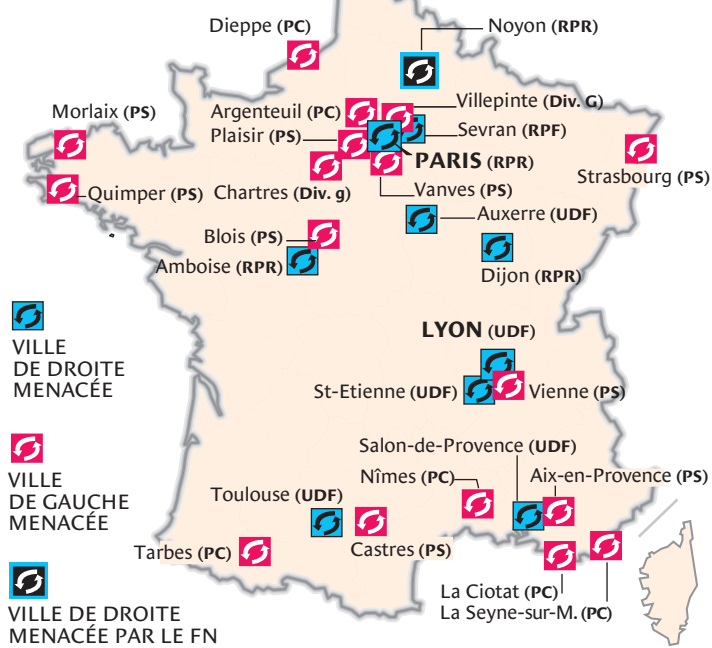 Dieppe (PC)
Noyon (RPR)
Morlaix (PS)
Argenteuil (PC)
Villepinte (Div. G)
Plaisir (PS)
Sevran (RPF)
PARIS (RPR)
Strasbourg (PS)
Quimper (PS)
Chartres (Div. g)
Vanves (PS)
Auxerre (UDF)
Blois (PS)
Amboise (RPR)
Dijon (RPR)
VILLE
DE DROITE
MENACÉE
LYON (UDF)
St-Etienne (UDF)
Vienne (PS)
Salon-de-Provence (UDF)
Nîmes (PC)
Aix-en-Provence (PS)
VILLE
DE GAUCHE
MENACÉE
Toulouse (UDF)
Tarbes (PC)
Castres (PS)
La Ciotat (PC)
La Seyne-sur-M. (PC)
VILLE DE DROITE
MENACÉE PAR LE FN